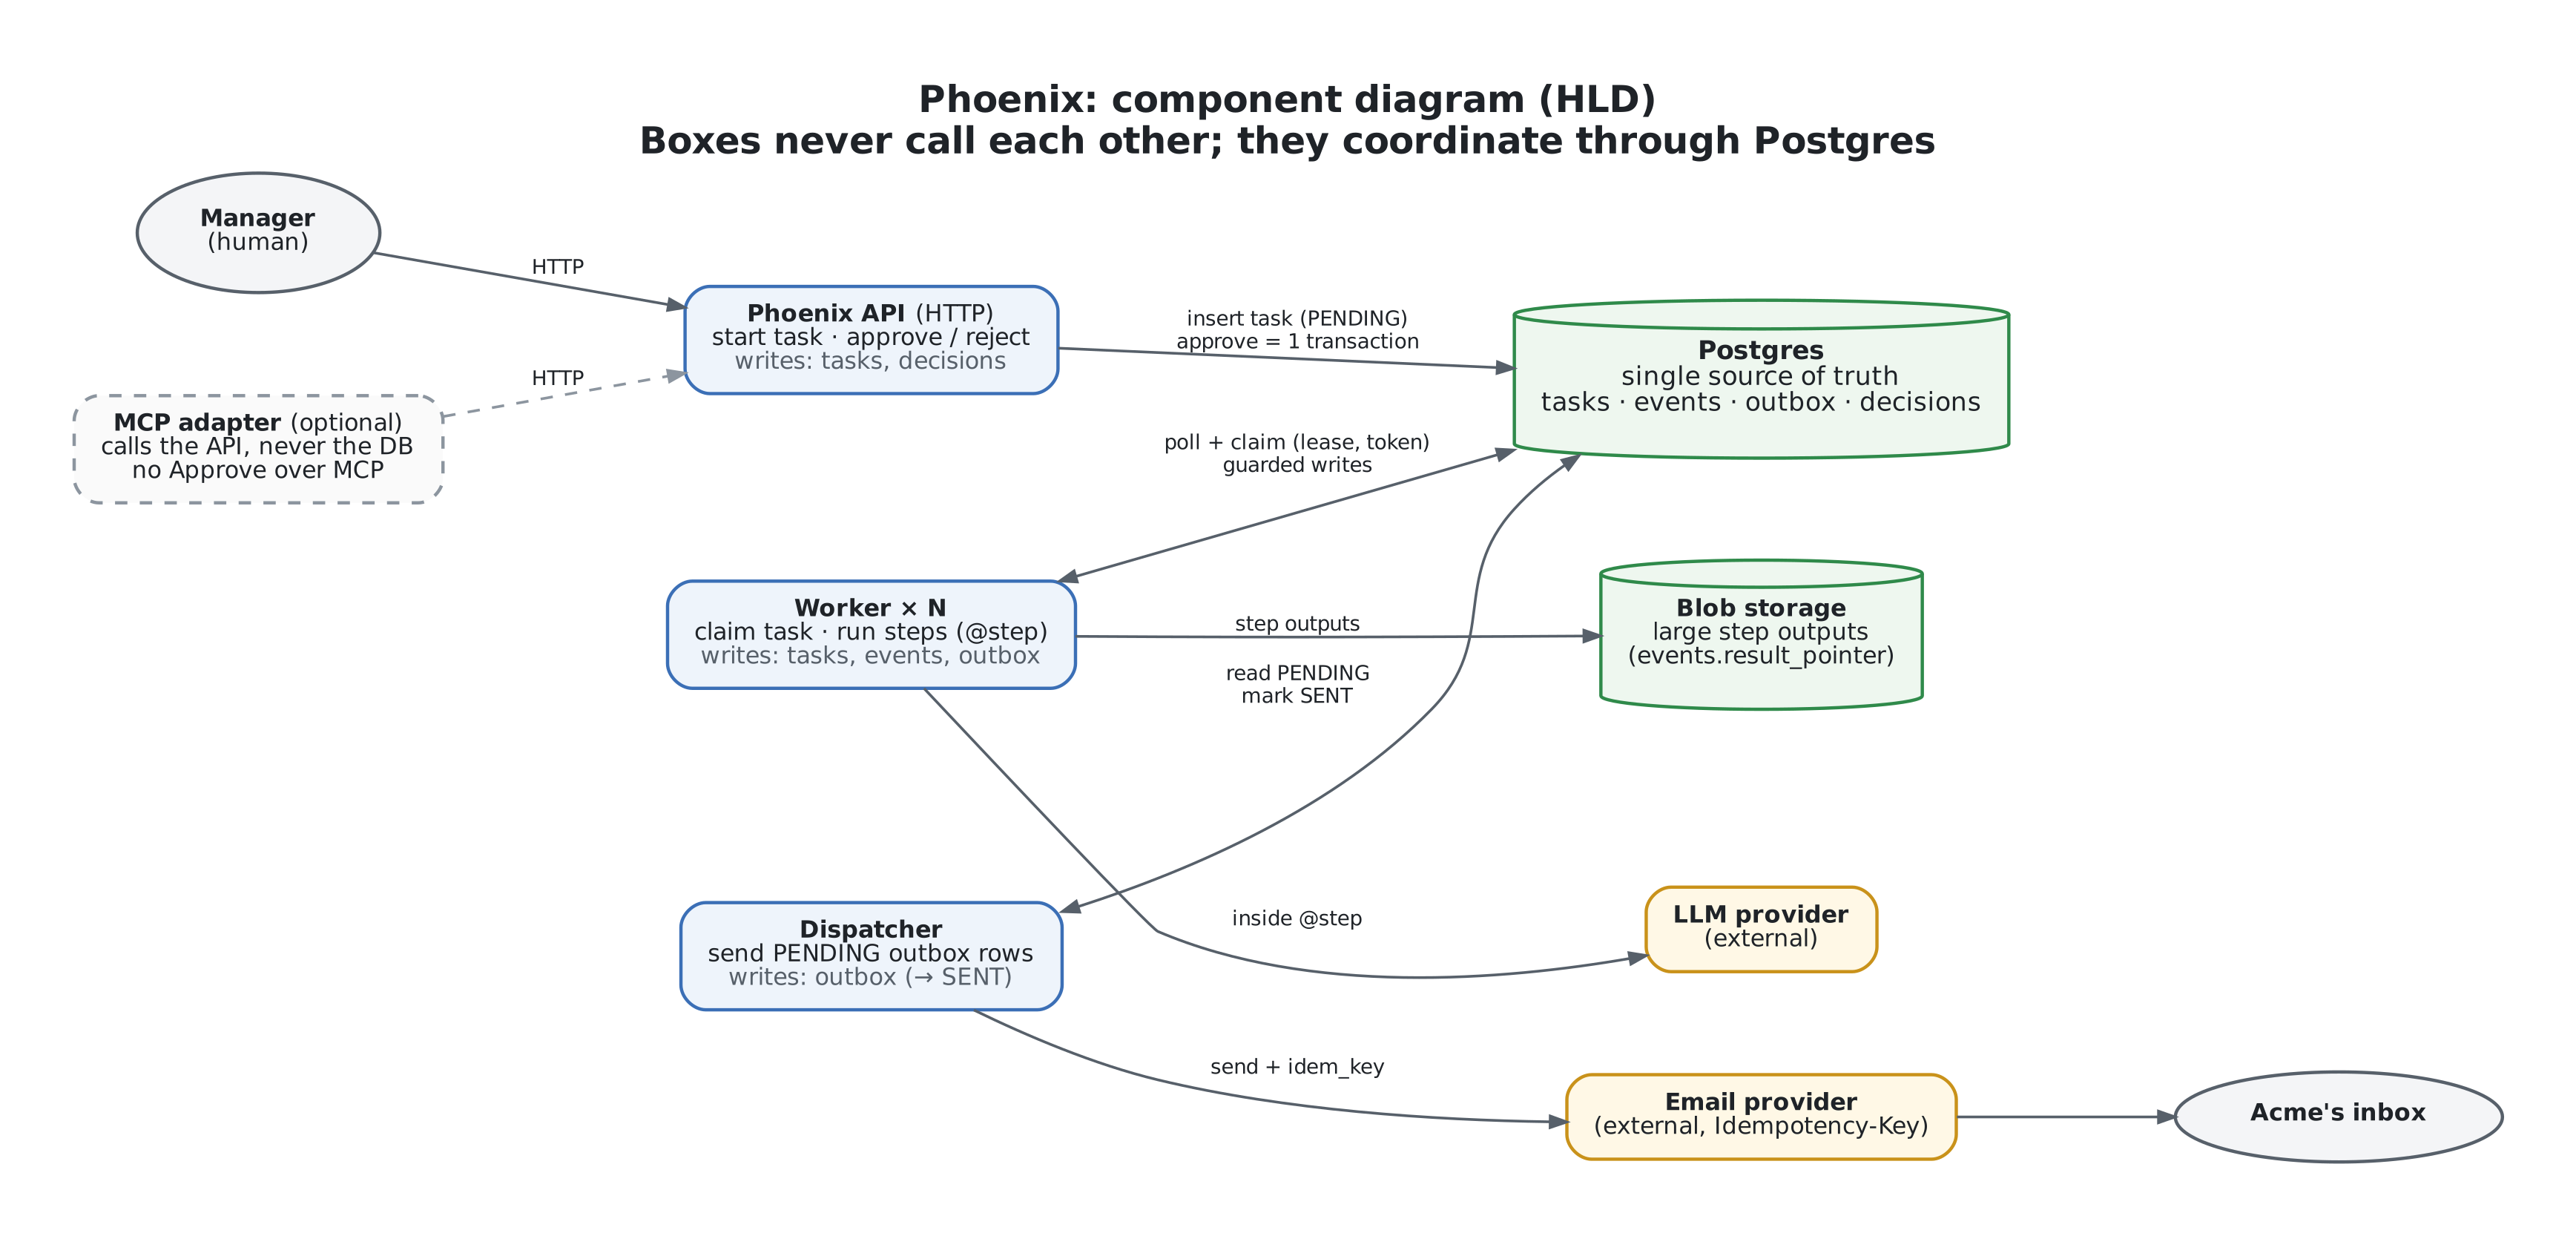 Phoenix: component diagram (HLD)
Boxes never call each other; they coordinate through Postgres
Manager
(human)
HTTP
Phoenix API (HTTP)
start task · approve / reject
writes: tasks, decisions
insert task (PENDING)
approve = 1 transaction
Postgres
single source of truth
tasks · events · outbox · decisions
HTTP
MCP adapter (optional)
calls the API, never the DB
no Approve over MCP
poll + claim (lease, token)
guarded writes
Worker × N
claim task · run steps (@step)
writes: tasks, events, outbox
step outputs
Blob storage
large step outputs
(events.result_pointer)
read PENDING
mark SENT
Dispatcher
send PENDING outbox rows
writes: outbox (→ SENT)
inside @step
LLM provider
(external)
send + idem_key
Email provider
(external, Idempotency-Key)
Acme's inbox